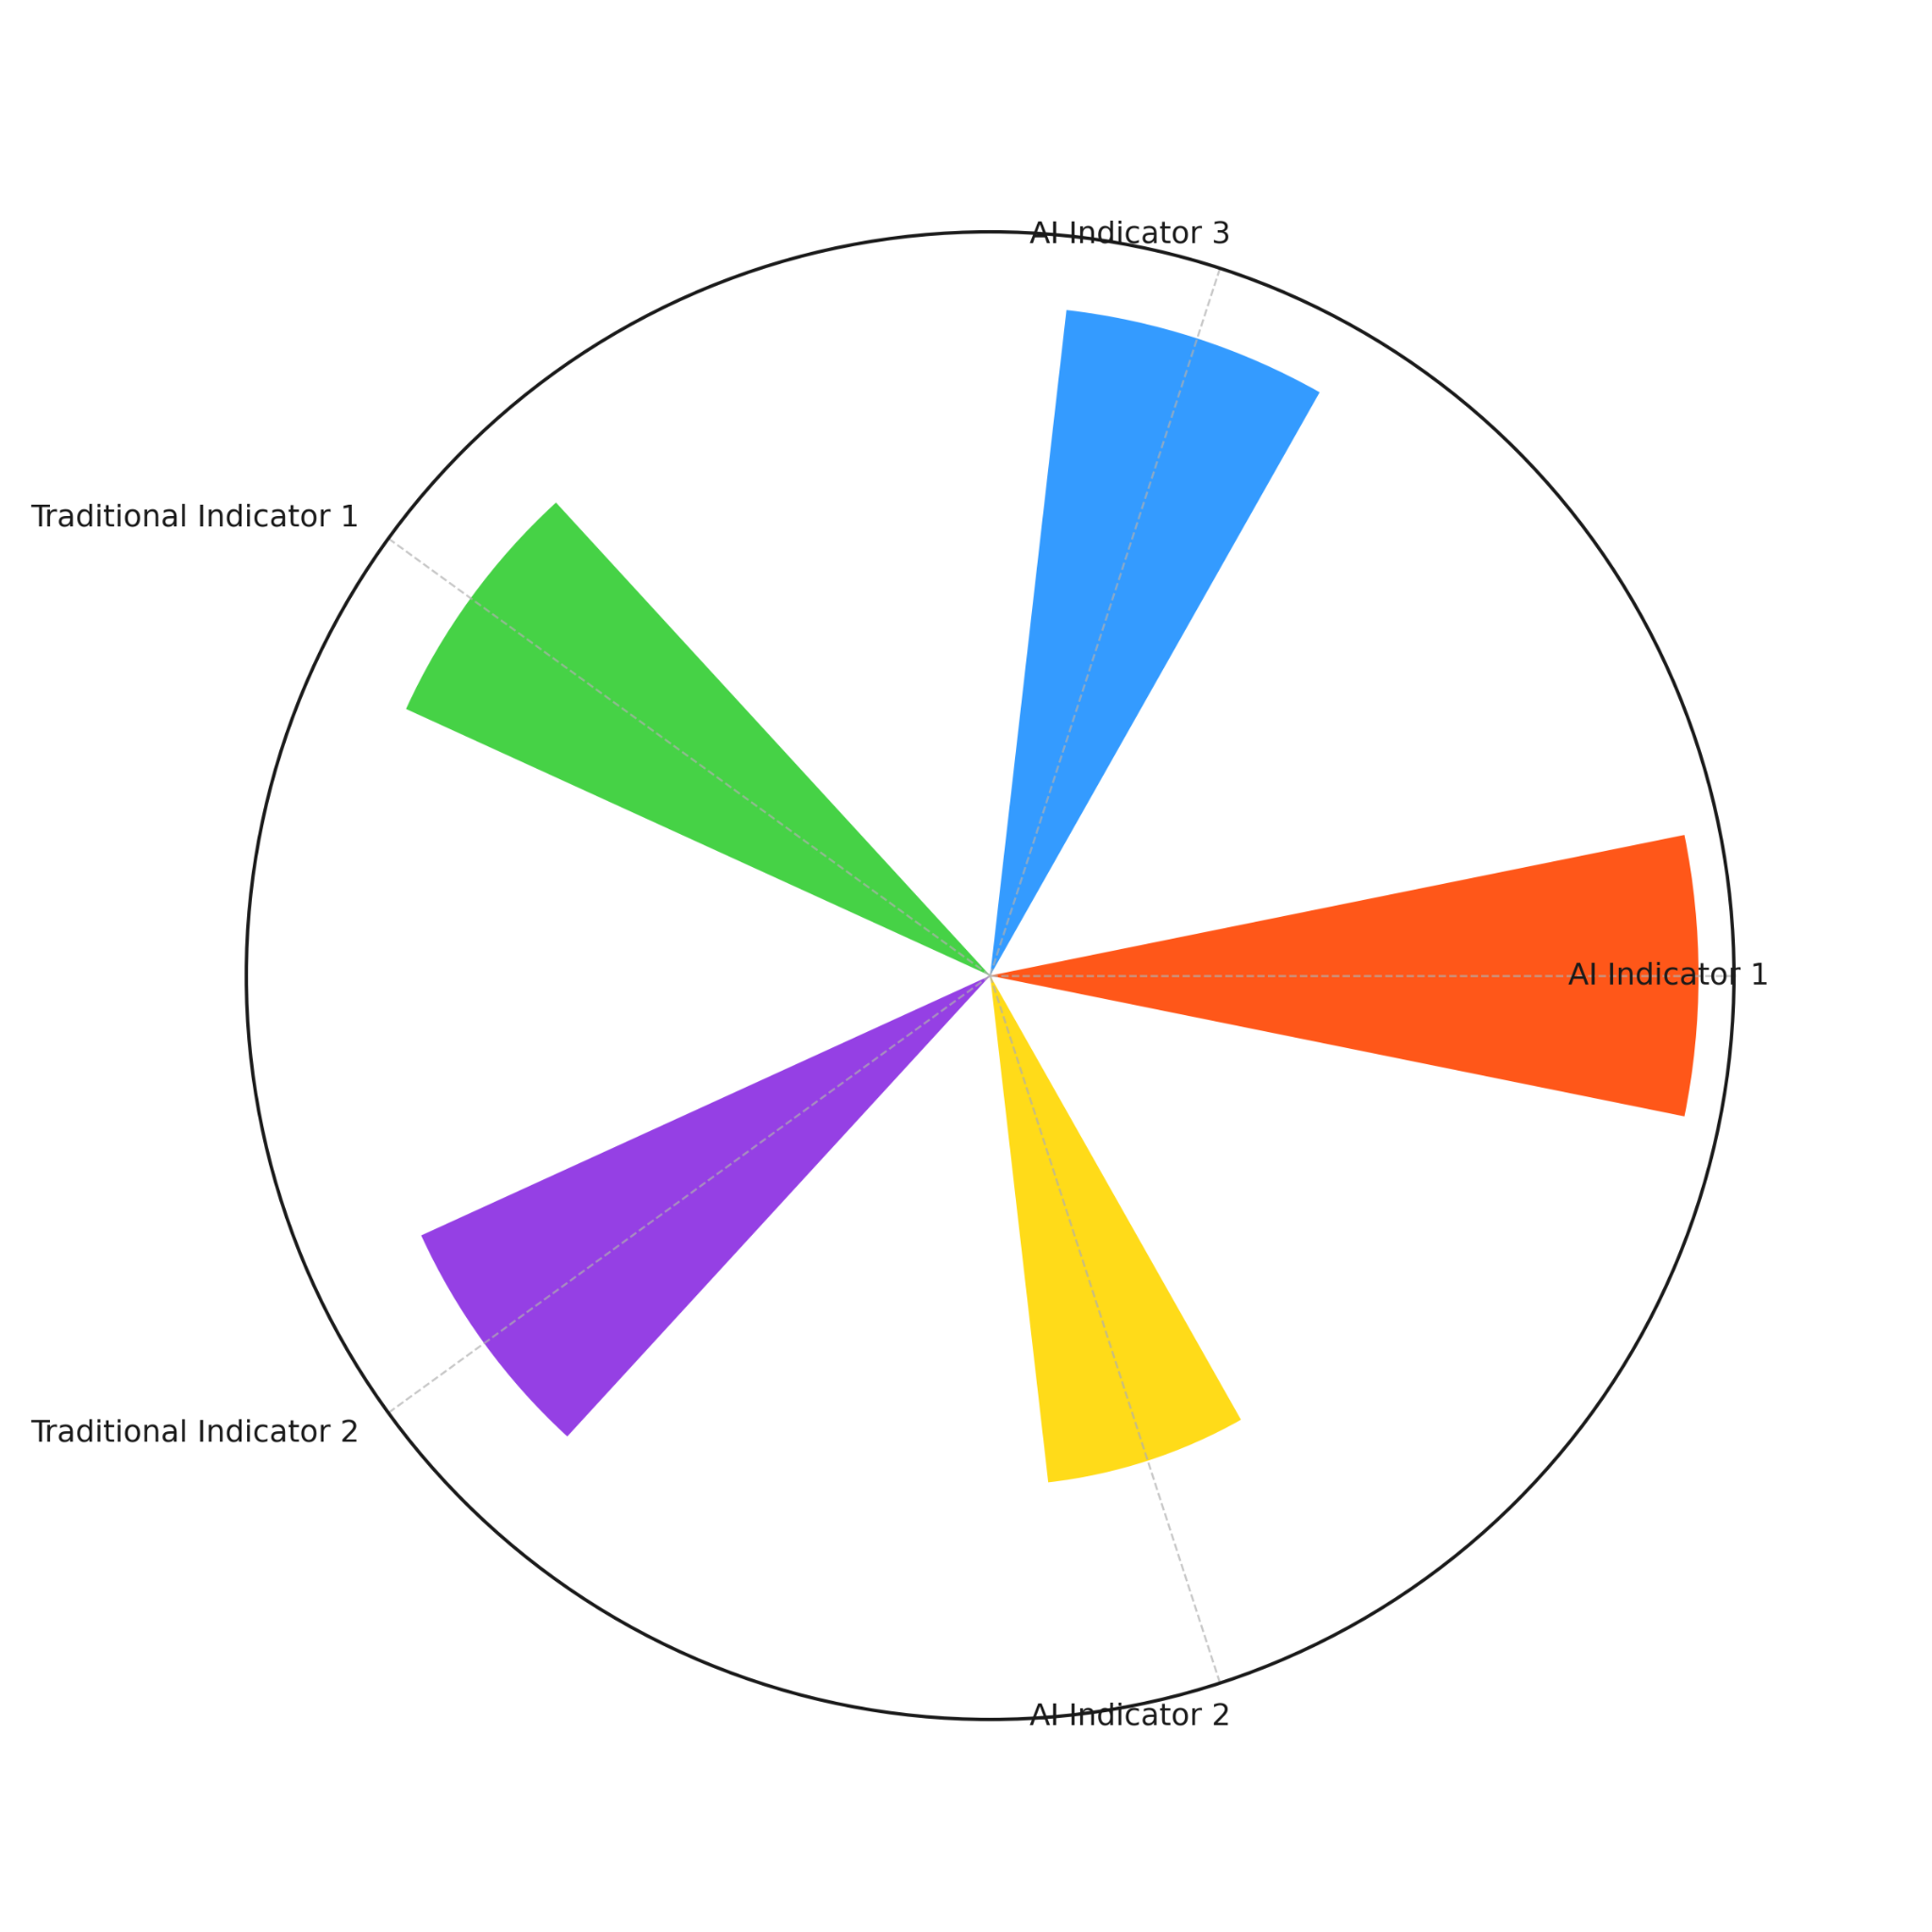 AI Indicator 3
Traditional Indicator 1
AI Indicator 1
Traditional Indicator 2
AI Indicator 2